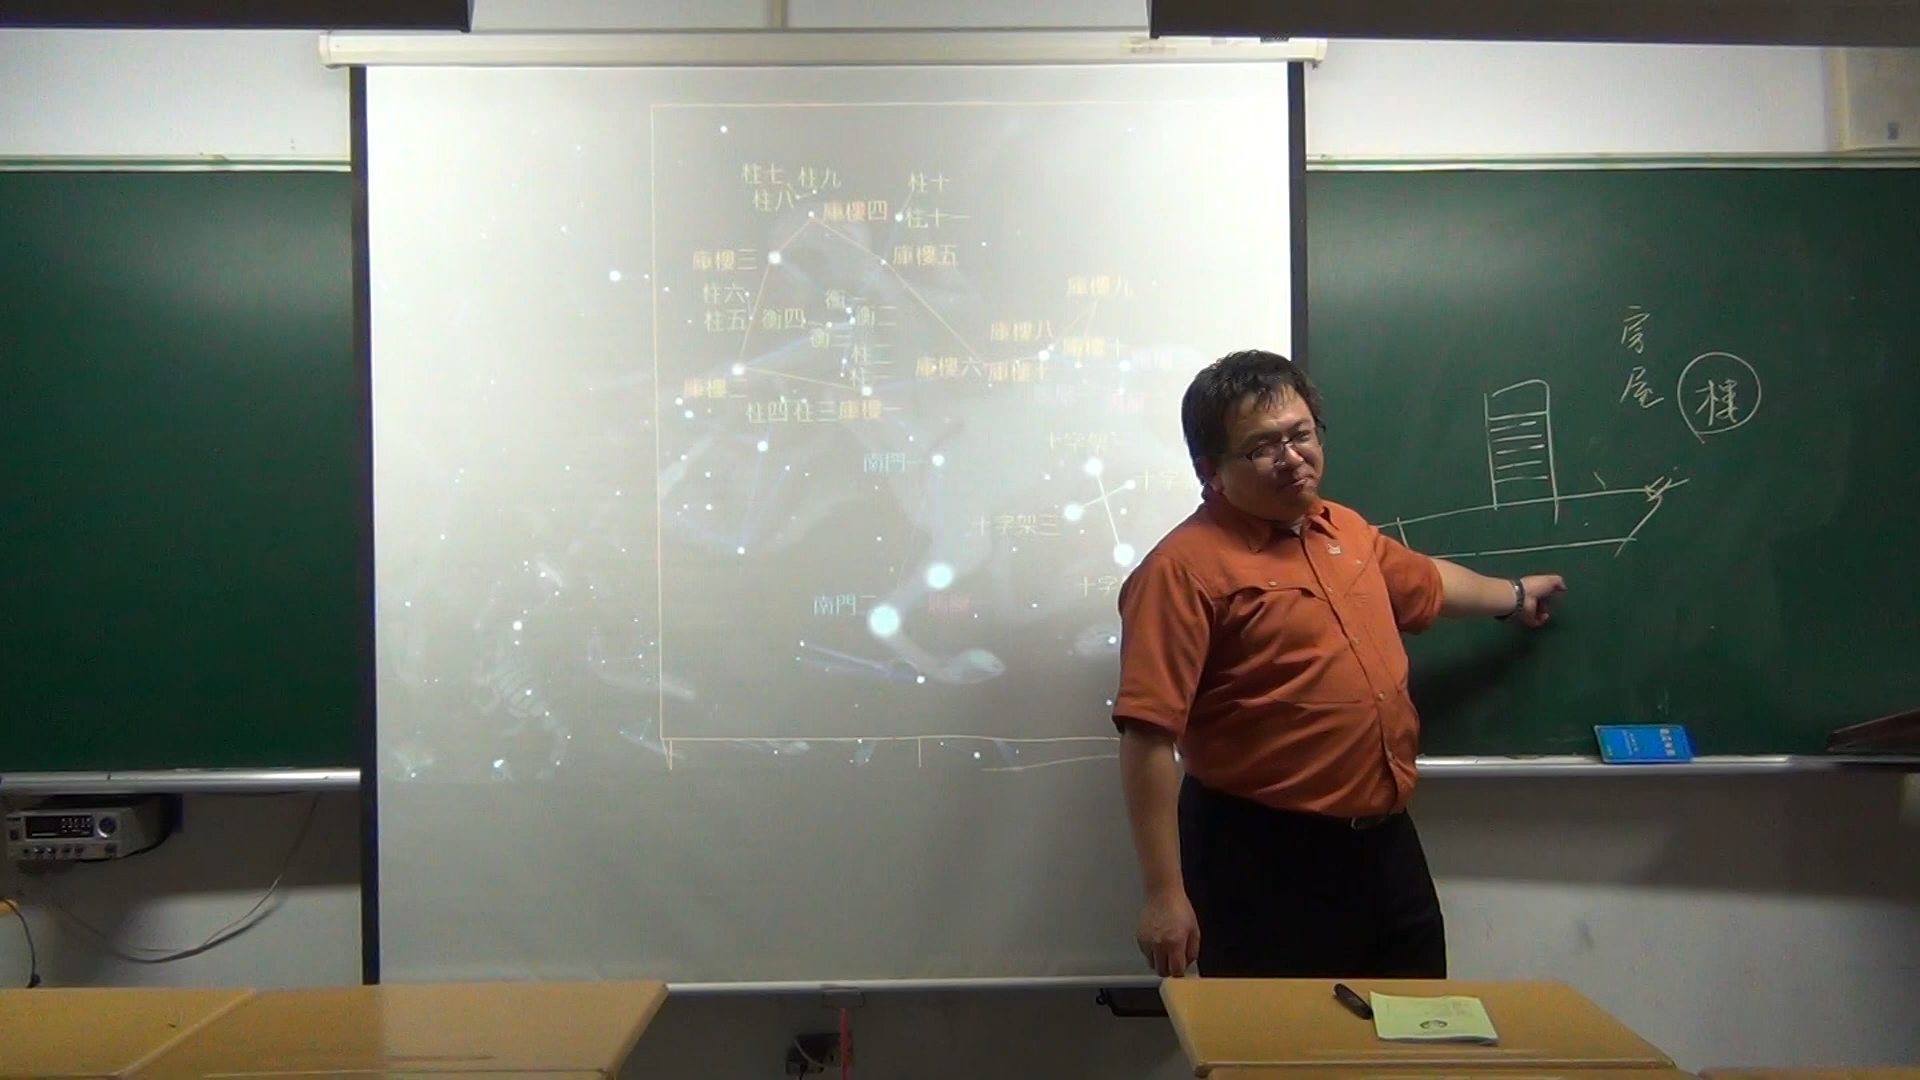 柱七 柱九
柱八
庫樓四
柱十
柱十一
庫樓三
庫樓五
柱六
柱五
衡四
衡一
衡二
衡三
柱二
柱一
庫樓九
庫樓八
庫樓十
庫樓六
庫樓七
庫樓二
柱四 柱三 庫樓一
南門一
十字架一
十字架三
南門二
房屋
樓